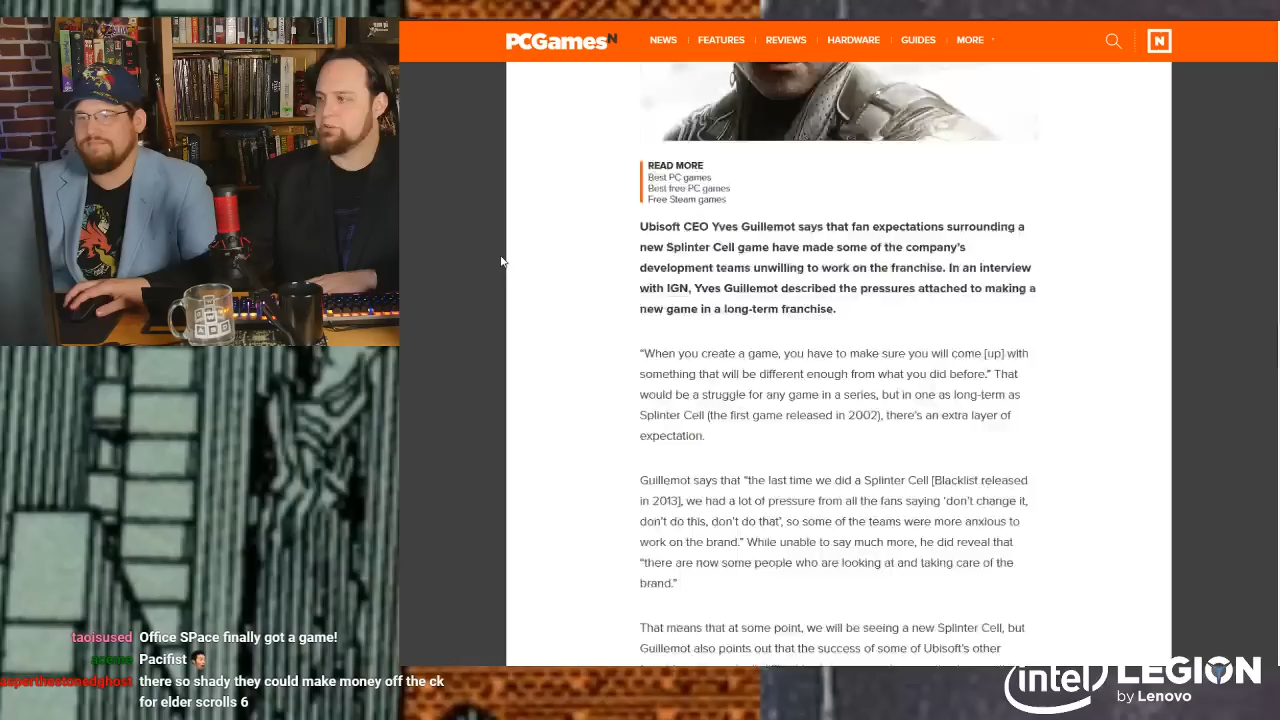 PCGamesN
NEWS
FEATURES
REVIEWS
HARDWARE
GUIDES
MORE
N
READ MORE
Best PC games
Best free PC games
Free Steam games
Ubisoft CEO Yves Guillemot says that fan expectations surrounding a
new Splinter Cell game have made some of the company's
development teams unwilling to work on the franchise. In an interview
with IGN, Yves Guillemot described the pressures attached to making a
new game in a long-term franchise.
“When you create a game, you have to make sure you will come [up] with
something that will be different enough from what you did before.” That
would be a struggle for any game in a series, but in one as long-term as
Splinter Cell (the first game released in 2002), there's an extra layer of
expectation.
Guillemot says that “the last time we did a Splinter Cell [Blacklist released
in 2013], we had a lot of pressure from all the fans saying ‘don't change it,
don't do this, don't do that’, so some of the teams were more anxious to
work on the brand.” While unable to say much more, he did reveal that
“there are now some people who are looking at and taking care of the
brand.”
That means that at some point, we will be seeing a new Splinter Cell, but
Guillemot also points out that the success of some of Ubisoft's other
taoisused Office SPace finally got a game!
Pacifist
asperthestonedghost there so shady they could make money off the ck
for elder scrolls 6
intel
LEGION
by Lenovo